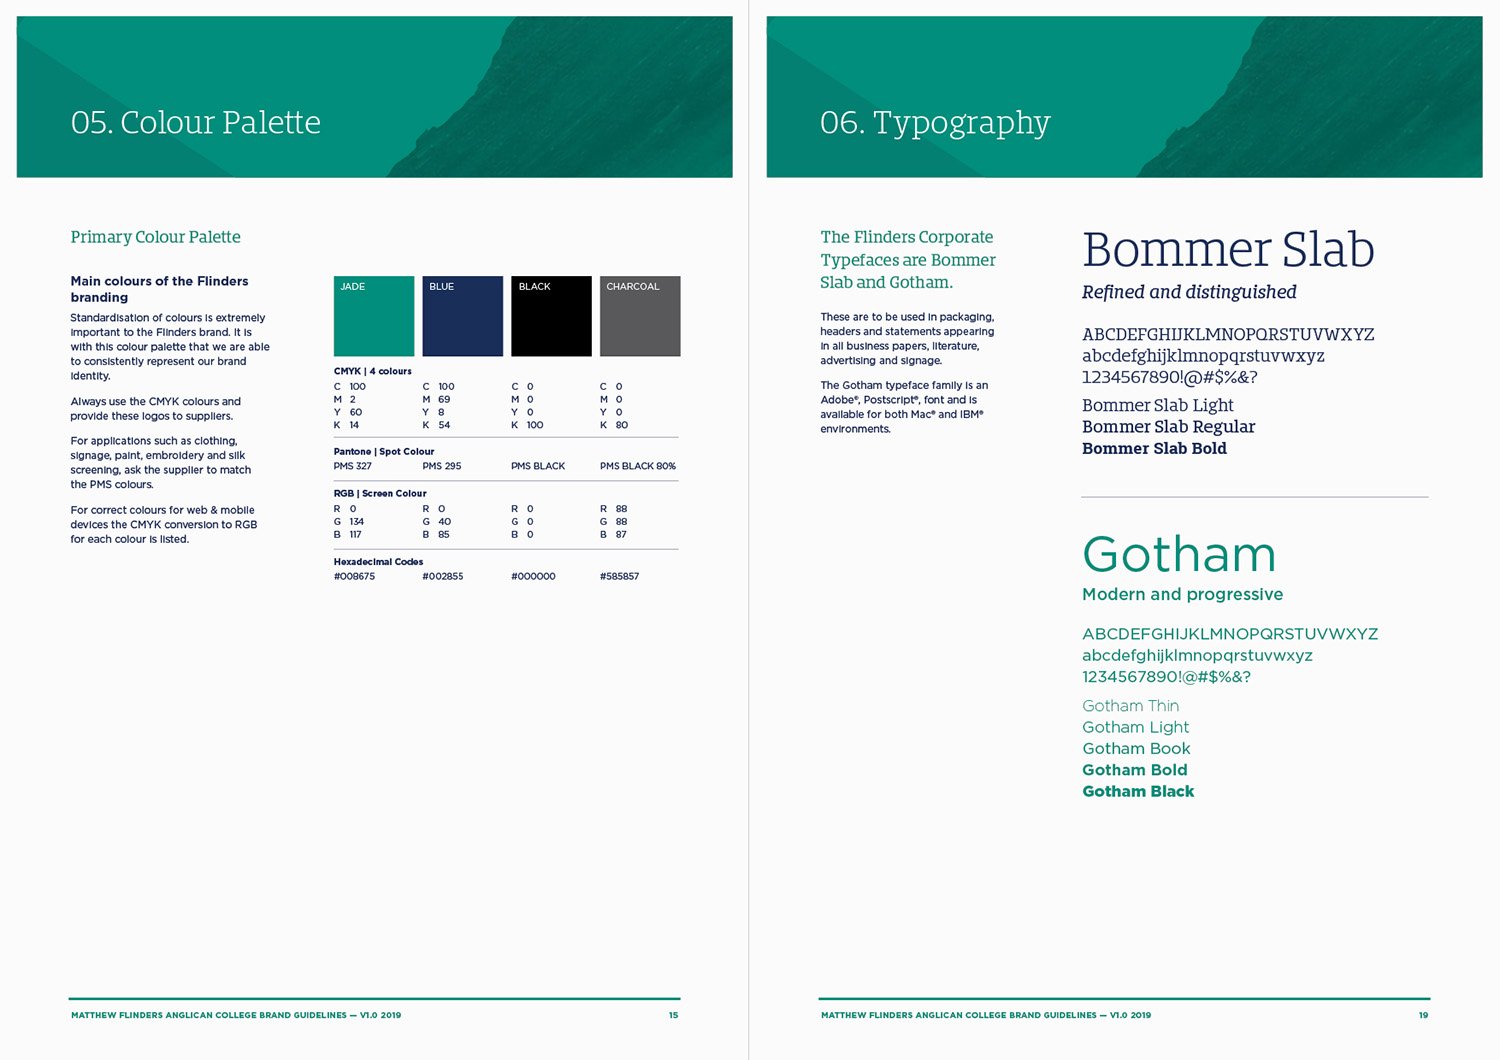 05. Colour Palette
Primary Colour Palette
Main colours of the Flinders
branding
Standardisation of colours is extremely
important to the Flinders brand. It is
with this colour palette that we are able
to consistently represent our brand
identity.
Always use the CMYK colours and
provide these logos to suppliers.
For applications such as clothing,
signage, paint, embroidery and silk
screening, ask the supplier to match
the PMS colours.
For correct colours for web & mobile
devices the CMYK conversion to RGB
for each colour is listed.
JADE BLUE BLACK CHARCOAL
CMYK | 4 colours
C 100 C 100 C 0 C 0
M 2 M 69 M 0 M 0
Y 60 Y 8 Y 0 Y 0
K 14 K 54 K 100 K 80
Pantone | Spot Colour
PMS 327 PMS 295 PMS BLACK PMS BLACK 80%
RGB | Screen Colour
R 0 R 0 R 0 R 88
G 134 G 40 G 0 G 88
B 117 B 85 B 0 B 87
Hexadecimal Codes
#008675 #002855 #000000 #585857
MATTHEW FLINDERS ANGLICAN COLLEGE BRAND GUIDELINES — V1.0 2019 15
06. Typography
The Flinders Corporate
Typefaces are Bommer
Slab and Gotham.
These are to be used in packaging,
headers and statements appearing
in all business papers, literature,
advertising and signage.
The Gotham typeface family is an
Adobe®, Postscript®, font and is
available for both Mac® and IBM®
environments.
Bommer Slab
Refined and distinguished
ABCDEFGHIJKLMNOPQRSTUVWXYZ
abcdefghijklmnopqrstuvwxyz
1234567890!@#$%&?
Bommer Slab Light
Bommer Slab Regular
Bommer Slab Bold
Gotham
Modern and progressive
ABCDEFGHIJKLMNOPQRSTUVWXYZ
abcdefghijklmnopqrstuvwxyz
1234567890!@#$%&?
Gotham Thin
Gotham Light
Gotham Book
Gotham Bold
Gotham Black
MATTHEW FLINDERS ANGLICAN COLLEGE BRAND GUIDELINES — V1.0 2019 19